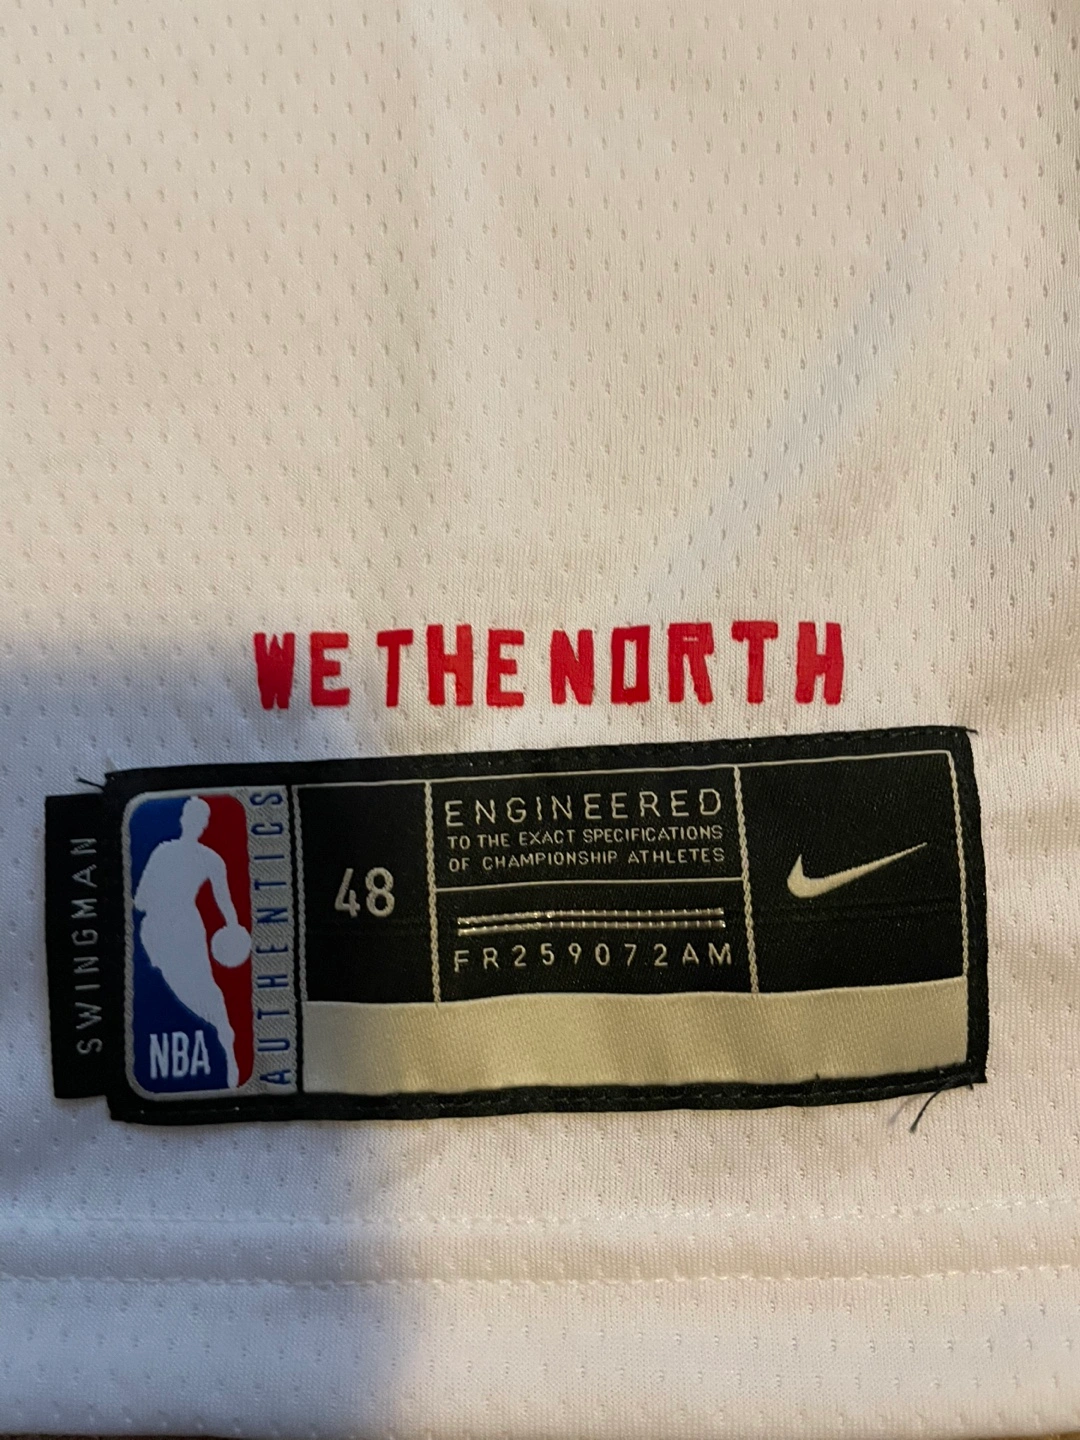 WE THE NORTH
SWINGMAN
NBA
AUTHENTICS
48
ENGINEERED
TO THE EXACT SPECIFICATIONS
OF CHAMPIONSHIP ATHLETES
FR259072AM